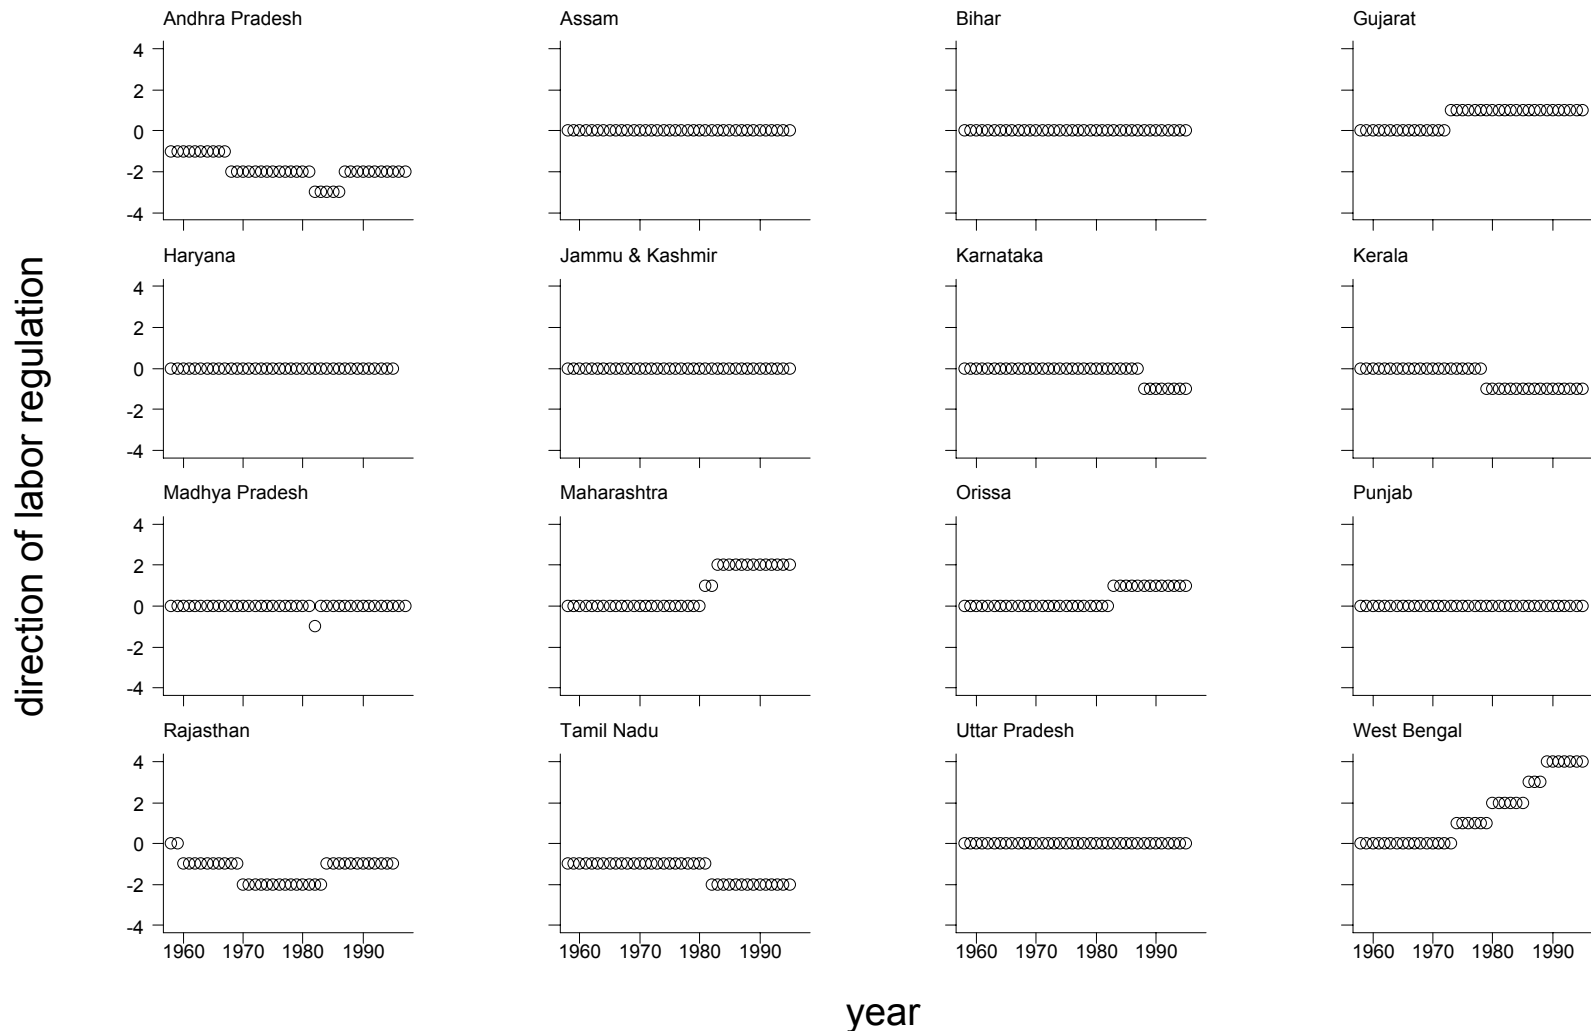 direction of labor regulation
Andhra Pradesh
4
2
0
-2
-4
Assam
Bihar
Gujarat
Haryana
4
2
0
-2
-4
Jammu & Kashmir
Karnataka
Kerala
Madhya Pradesh
4
2
0
-2
-4
Maharashtra
Orissa
Punjab
Rajasthan
4
2
0
-2
-4
1960 1970 1980 1990
Tamil Nadu
1960 1970 1980 1990
Uttar Pradesh
1960 1970 1980 1990
West Bengal
1960 1970 1980 1990
year